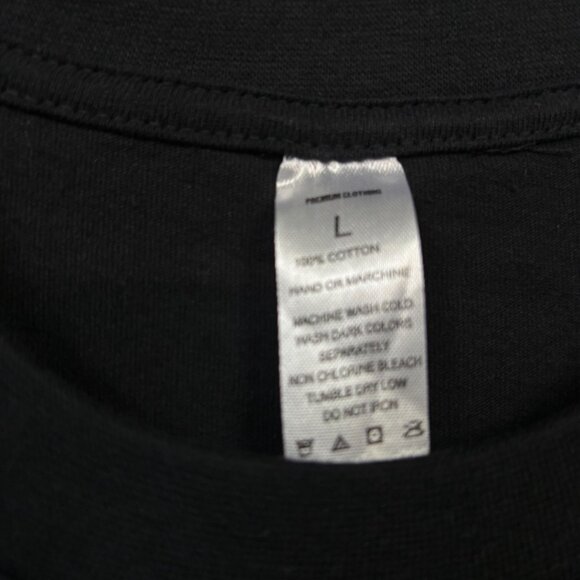 PREMIUM CLOTHING
L
100% COTTON
HAND OR MARCHINE
MACHINE WASH COLD
WASH DARK COLORS
SEPARATELY
NON CHLORINE BLEACH
TUMBLE DRY LOW
DO NOT IRON